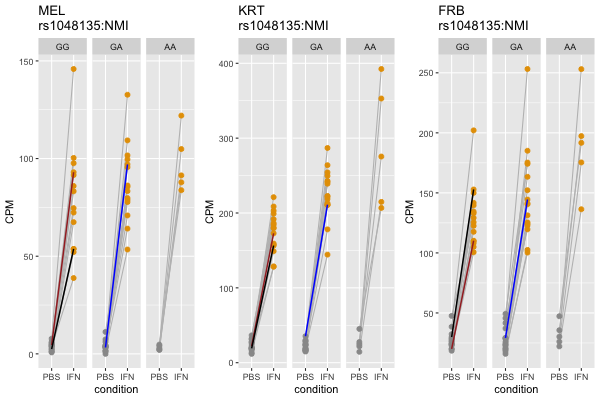 MEL
rs1048135:NMI
GG GA AA
150
100
50
0
CPM
PBS IFN PBS IFN PBS IFN
condition
KRT
rs1048135:NMI
GG GA AA
400
300
200
100
0
CPM
PBS IFN PBS IFN PBS IFN
condition
FRB
rs1048135:NMI
GG GA AA
250
200
150
100
50
CPM
PBS IFN PBS IFN PBS IFN
condition